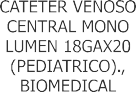 CATETER VENOSO
CENTRAL MONO
LUMEN 18GAX20
(PEDIATRICO).,
BIOMEDICAL